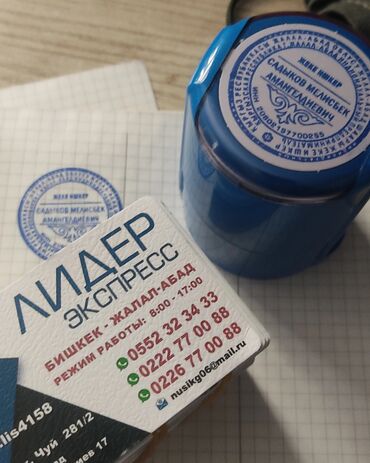 ЖЕКЕ ИШКЕР
САДЫКОВ МЕЛИСБЕК
АМАНГЕЛДИЕВИЧ
ЖЕКЕ ИШКЕР
САДЫКОВ МЕЛИСБЕК
АМАНГЕЛДИЕВИЧ
ЛИДЕР
ЭКСПРЕСС
БИШКЕК - ЖАЛАЛ-АБАД
РЕЖИМ РАБОТЫ: 8:00 - 17:00
0552 32 34 33
0222 77 00 88
0226 77 00 88
nusikg06@mail.ru
lis4158
Чуй 281/2
иев 17